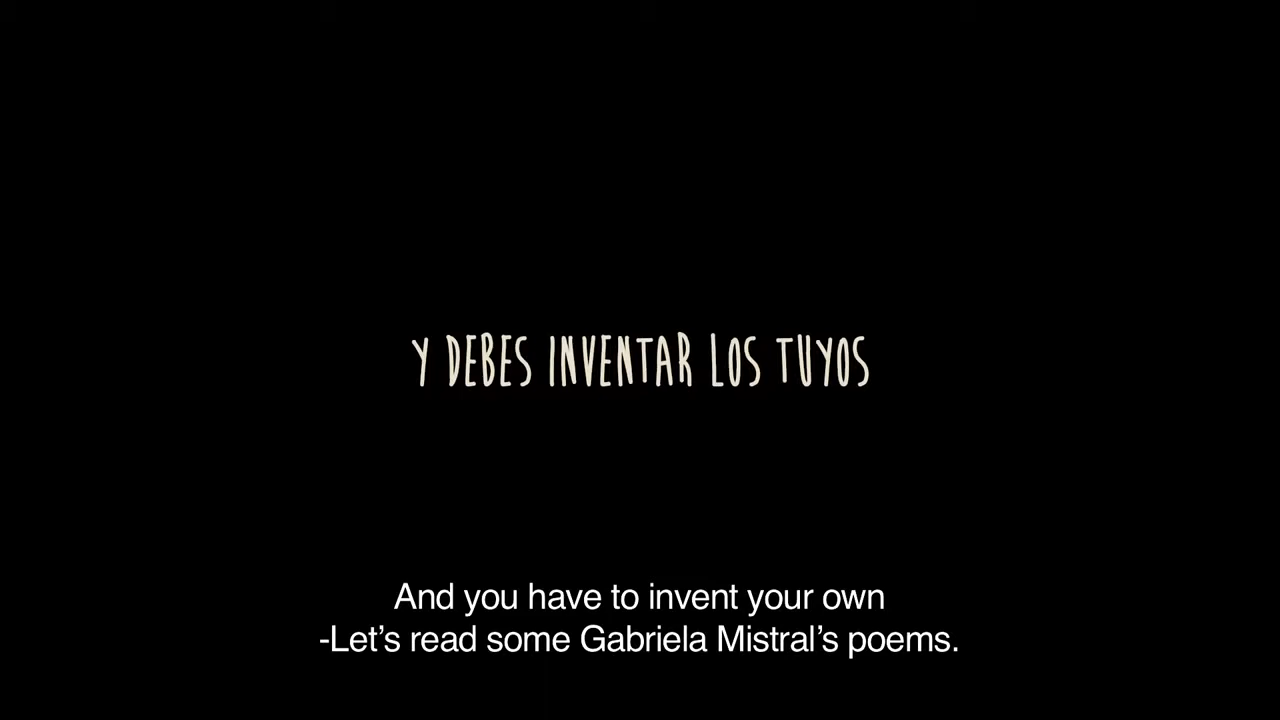 Y DEBES INVENTAR LOS TUYOS
And you have to invent your own
-Let’s read some Gabriela Mistral’s poems.